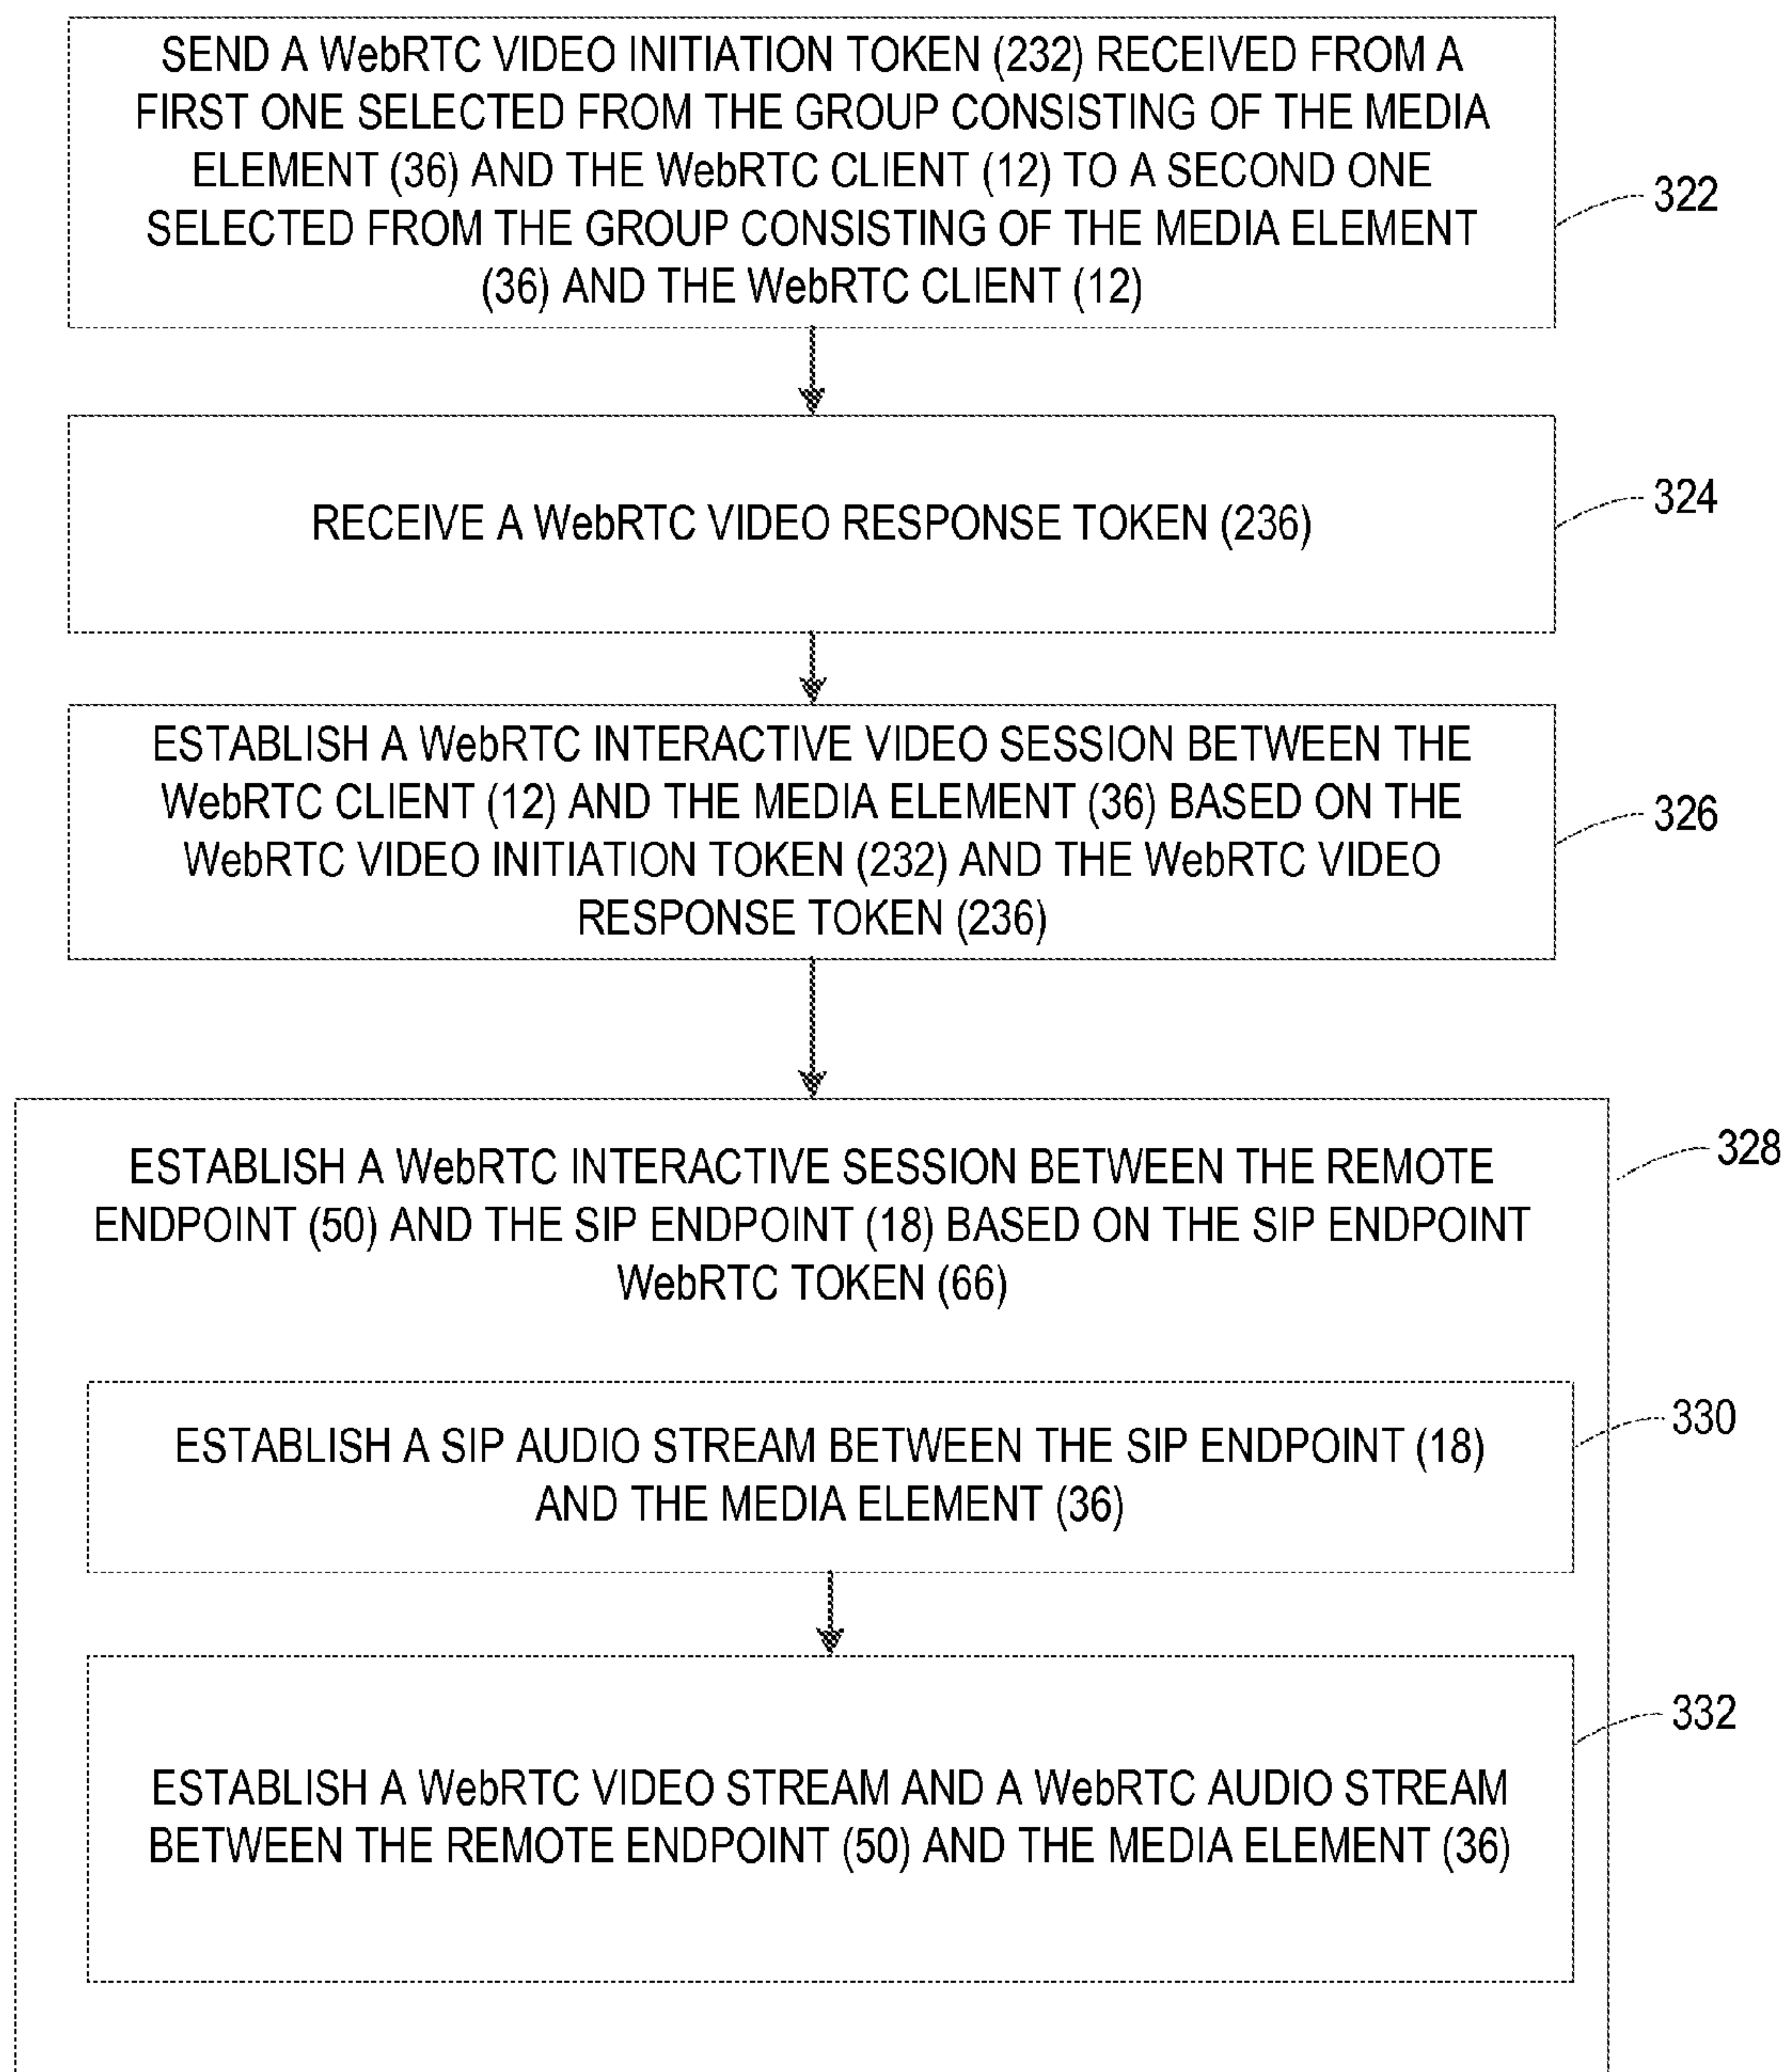 SEND A WebRTC VIDEO INITIATION TOKEN (232) RECEIVED FROM A
FIRST ONE SELECTED FROM THE GROUP CONSISTING OF THE MEDIA
ELEMENT (36) AND THE WebRTC CLIENT (12) TO A SECOND ONE
SELECTED FROM THE GROUP CONSISTING OF THE MEDIA ELEMENT
(36) AND THE WebRTC CLIENT (12)
322
RECEIVE A WebRTC VIDEO RESPONSE TOKEN (236)
324
ESTABLISH A WebRTC INTERACTIVE VIDEO SESSION BETWEEN THE
WebRTC CLIENT (12) AND THE MEDIA ELEMENT (36) BASED ON THE
WebRTC VIDEO INITIATION TOKEN (232) AND THE WebRTC VIDEO
RESPONSE TOKEN (236)
326
ESTABLISH A WebRTC INTERACTIVE SESSION BETWEEN THE REMOTE
ENDPOINT (50) AND THE SIP ENDPOINT (18) BASED ON THE SIP ENDPOINT
WebRTC TOKEN (66)
328
ESTABLISH A SIP AUDIO STREAM BETWEEN THE SIP ENDPOINT (18)
AND THE MEDIA ELEMENT (36)
330
ESTABLISH A WebRTC VIDEO STREAM AND A WebRTC AUDIO STREAM
BETWEEN THE REMOTE ENDPOINT (50) AND THE MEDIA ELEMENT (36)
332